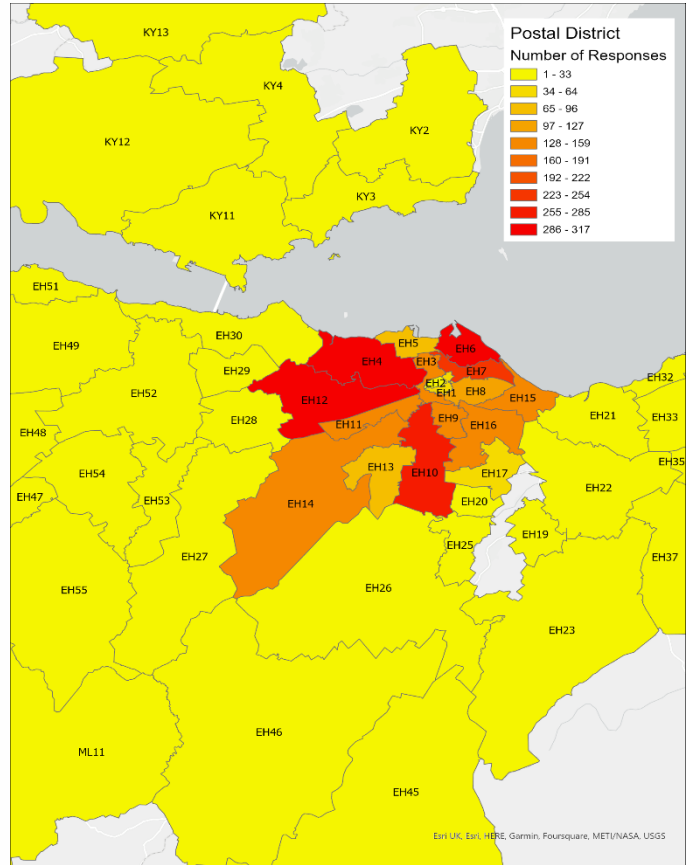 Postal District
Number of Responses
1 - 33
34 - 64
65 - 96
97 - 127
128 - 159
160 - 191
192 - 222
223 - 254
255 - 285
286 - 317
KY13
KY4
KY2
KY12
KY3
KY11
EH51
EH30
EH49
EH5
EH6
EH4
EH3
EH29
EH7
EH32
EH2
EH52
EH12
EH1
EH8
EH15
EH21
EH33
EH28
EH11
EH9
EH16
EH48
EH35
EH54
EH13
EH10
EH17
EH22
EH47
EH53
EH14
EH20
EH19
EH25
EH27
EH37
EH55
EH26
EH23
EH46
ML11
EH45
Esri UK, Esri, HERE, Garmin, Foursquare, METI/NASA, USGS